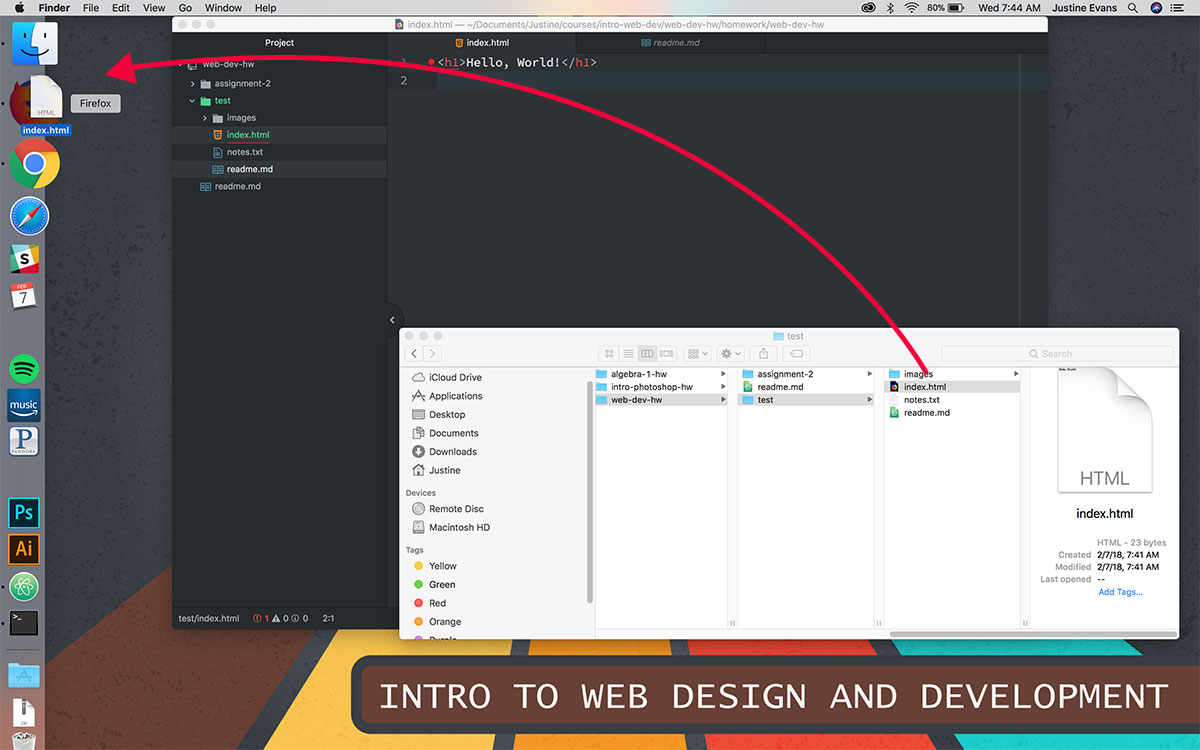 Finder File Edit View Go Window Help 80% Wed 7:44 AM Justine Evans
index.html — ~/Documents/Justine/courses/intro-web-dev/web-dev-hw/homework/web-dev-hw
Project
index.html
readme.md
web-dev-hw
assignment-2
test
images
index.html
notes.txt
readme.md
readme.md
1 <h1>Hello, World!</h1>
2
HTML
index.html
Firefox
S
FEB
7
music
P
PANDORA
Ps
Ai
>_
ZIP
test/index.html 1 0 0 2:1
test
Search
iCloud Drive
Applications
Desktop
Documents
Downloads
Justine
Devices
Remote Disc
Macintosh HD
Tags
Yellow
Green
Red
Orange
Purple
algebra-1-hw
intro-photoshop-hw
web-dev-hw
assignment-2
readme.md
test
images
index.html
notes.txt
readme.md
Hello, World!
HTML
index.html
HTML - 23 bytes
Created 2/7/18, 7:41 AM
Modified 2/7/18, 7:41 AM
Last opened --
Add Tags...
INTRO TO WEB DESIGN AND DEVELOPMENT